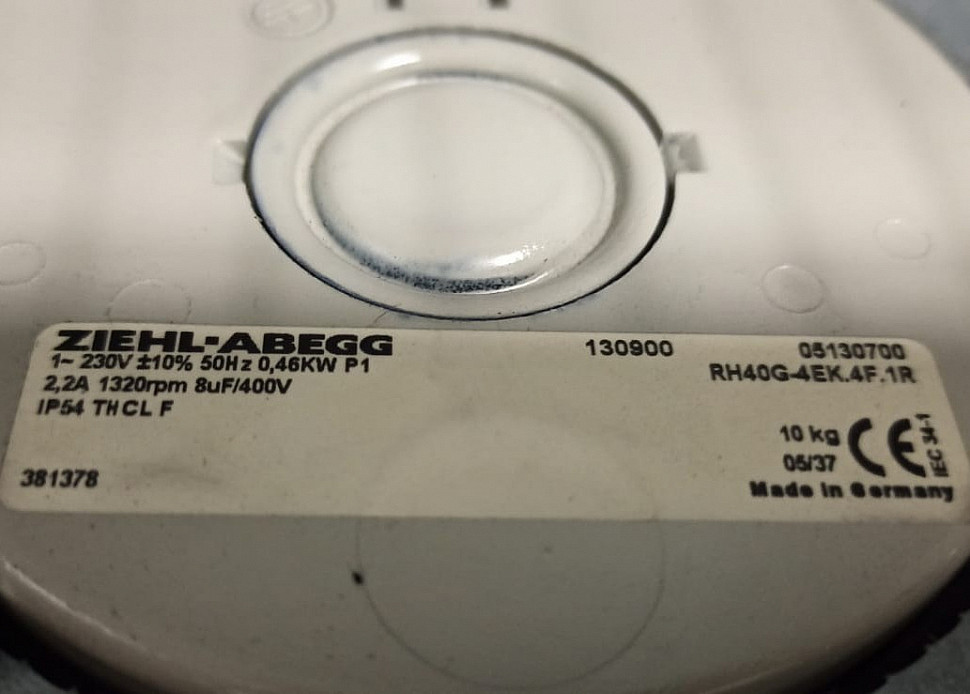 ZIEHL-ABEGG 130900 05130700
1~ 230V ±10% 50Hz 0,46KW P1 RH40G-4EK.4F.1R
2,2A 1320rpm 8uF/400V
IP54 THCL F
10 kg CE IEC 34-1
381378 05/37
Made in Germany